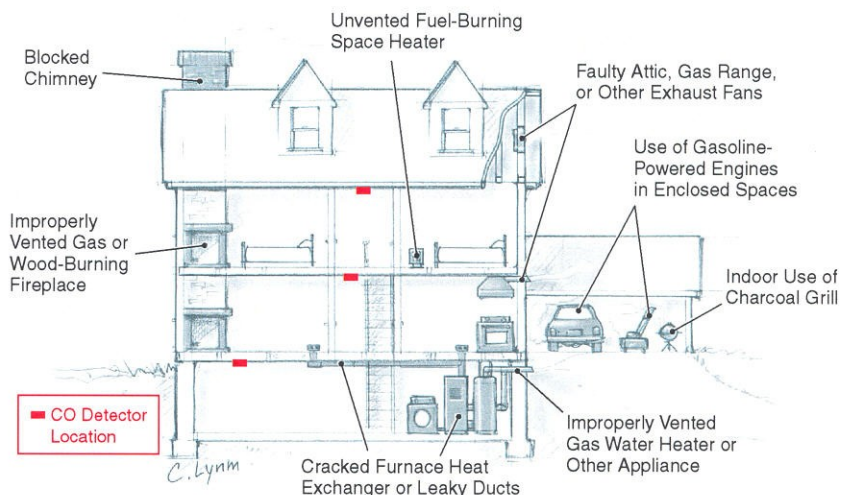 Unvented Fuel-Burning
Space Heater
Blocked
Chimney
Faulty Attic, Gas Range,
or Other Exhaust Fans
Use of Gasoline-
Powered Engines
in Enclosed Spaces
Improperly
Vented Gas or
Wood-Burning
Fireplace
Indoor Use of
Charcoal Grill
CO Detector
Location
C. Lynm
Cracked Furnace Heat
Exchanger or Leaky Ducts
Improperly Vented
Gas Water Heater or
Other Appliance